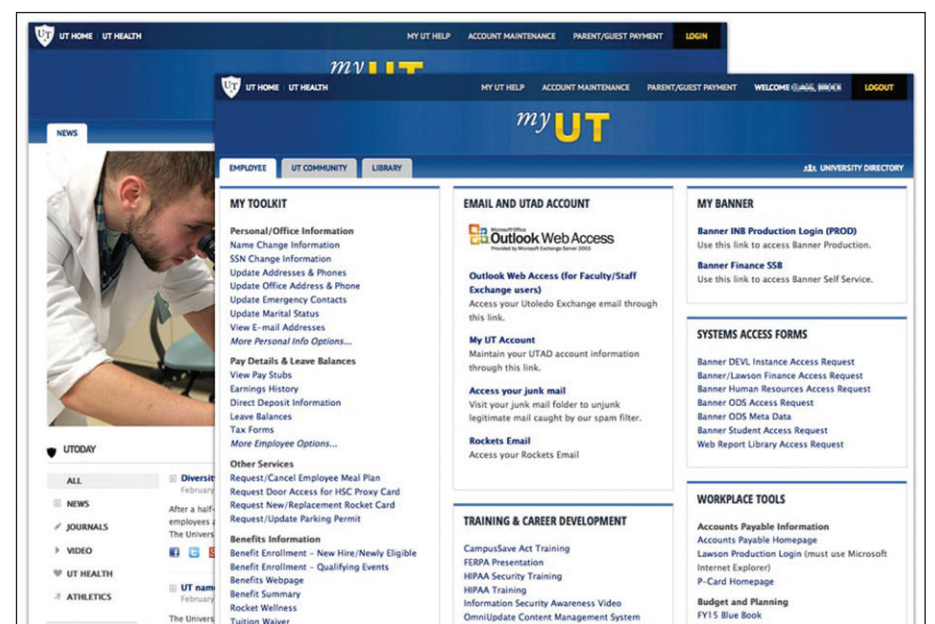 UT HOME UT HEALTH
MY UT HELP ACCOUNT MAINTENANCE PARENT/GUEST PAYMENT LOGIN
my UT
NEWS
UTODAY
ALL
NEWS
JOURNALS
VIDEO
UT HEALTH
ATHLETICS
Diversit
February
After a half-
employees a
The Univers
UT nam
February
The Univers
UT HOME UT HEALTH
MY UT HELP ACCOUNT MAINTENANCE PARENT/GUEST PAYMENT WELCOME LOGOUT
my UT
EMPLOYEE UT COMMUNITY LIBRARY
UNIVERSITY DIRECTORY
MY TOOLKIT
Personal/Office Information
Name Change Information
SSN Change Information
Update Addresses & Phones
Update Office Address & Phone
Update Emergency Contacts
Update Marital Status
View E-mail Addresses
More Personal Info Options...
Pay Details & Leave Balances
View Pay Stubs
Earnings History
Direct Deposit Information
Leave Balances
Tax Forms
More Employee Options...
Other Services
Request/Cancel Employee Meal Plan
Request Door Access for HSC Proxy Card
Request New/Replacement Rocket Card
Request/Update Parking Permit
Benefits Information
Benefit Enrollment - New Hire/Newly Eligible
Benefit Enrollment - Qualifying Events
Benefits Webpage
Benefit Summary
Rocket Wellness
Tuition Waiver
EMAIL AND UTAD ACCOUNT
Microsoft Office
Outlook Web Access
Provided by Microsoft Exchange Server 2003
Outlook Web Access (for Faculty/Staff
Exchange users)
Access your Utoledo Exchange email through
this link.
My UT Account
Maintain your UTAD account information
through this link.
Access your junk mail
Visit your junk mail folder to unjunk
legitimate mail caught by our spam filter.
Rockets Email
Access your Rockets Email
TRAINING & CAREER DEVELOPMENT
CampusSave Act Training
FERPA Presentation
HIPAA Security Training
HIPAA Training
Information Security Awareness Video
OmniUpdate Content Management System
MY BANNER
Banner INB Production Login (PROD)
Use this link to access Banner Production.
Banner Finance SSB
Use this link to access Banner Self Service.
SYSTEMS ACCESS FORMS
Banner DEVL Instance Access Request
Banner/Lawson Finance Access Request
Banner Human Resources Access Request
Banner ODS Access Request
Banner ODS Meta Data
Banner Student Access Request
Web Report Library Access Request
WORKPLACE TOOLS
Accounts Payable Information
Accounts Payable Homepage
Lawson Production Login (must use Microsoft
Internet Explorer)
P-Card Homepage
Budget and Planning
FY15 Blue Book